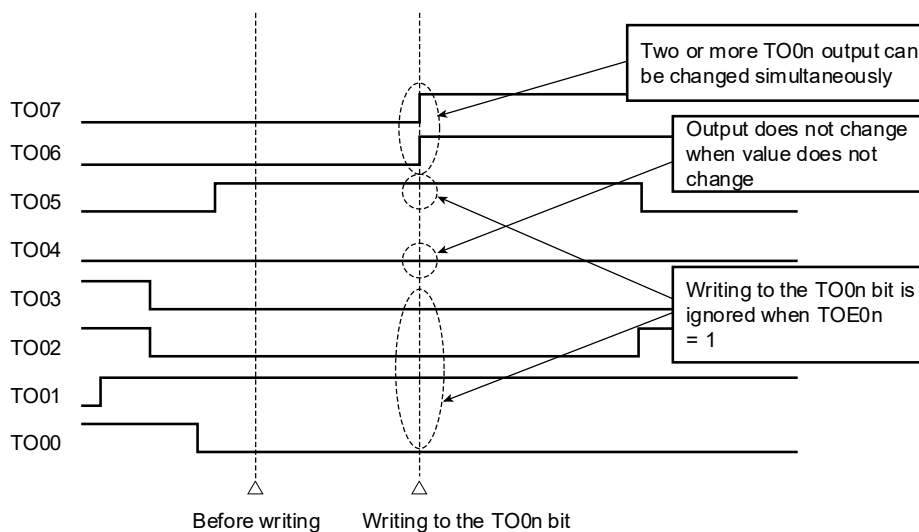 Two or more TO0n output can
be changed simultaneously
TO07
Output does not change
when value does not
change
TO06
TO05
TO04
Writing to the TO0n bit is
ignored when TOE0n
= 1
TO03
TO02
TO01
TO00
Before writing
Writing to the TO0n bit